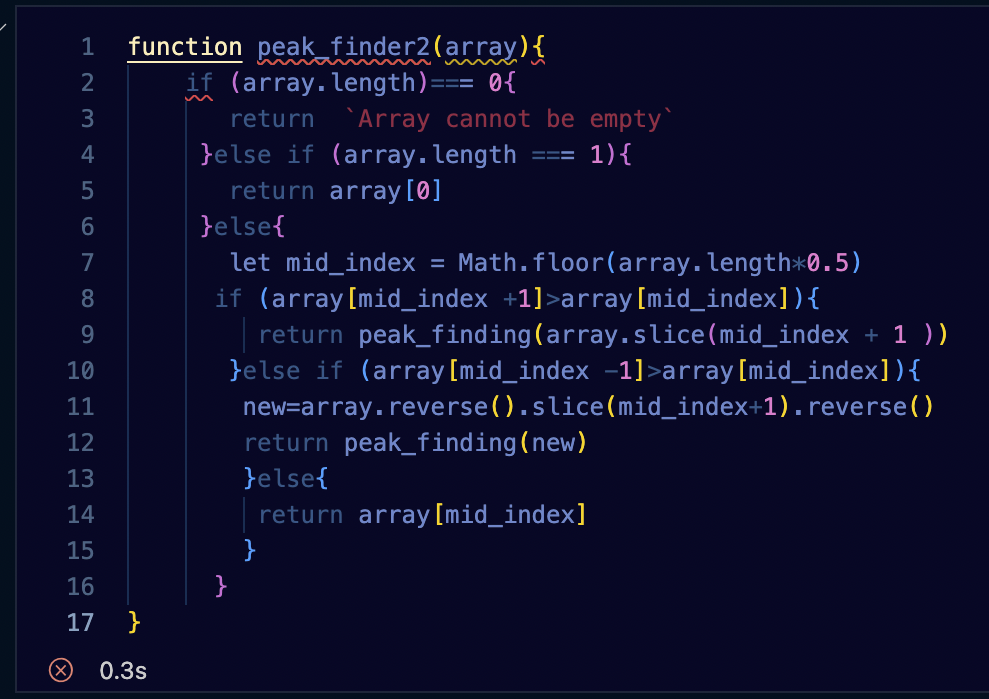 1 function peak_finder2(array){
2 if (array.length)=== 0{
3 return `Array cannot be empty`
4 }else if (array.length === 1){
5 return array[0]
6 }else{
7 let mid_index = Math.floor(array.length*0.5)
8 if (array[mid_index +1]>array[mid_index]){
9 return peak_finding(array.slice(mid_index + 1 ))
10 }else if (array[mid_index -1]>array[mid_index]){
11 new=array.reverse().slice(mid_index+1).reverse()
12 return peak_finding(new)
13 }else{
14 return array[mid_index]
15 }
16 }
17 }
0.3s